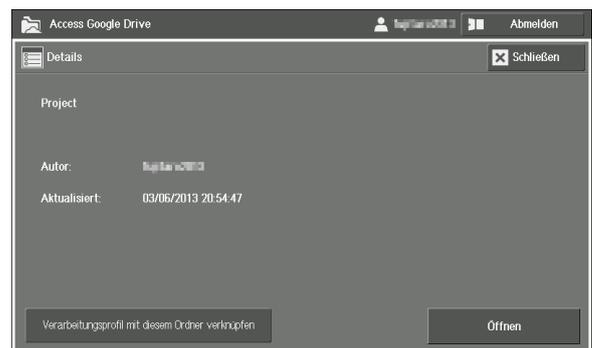 Access Google Drive
Abmelden
Details
Schließen
Project
Autor:
Aktualisiert: 03/06/2013 20:54:47
Verarbeitungsprofil mit diesem Ordner verknüpfen
Öffnen